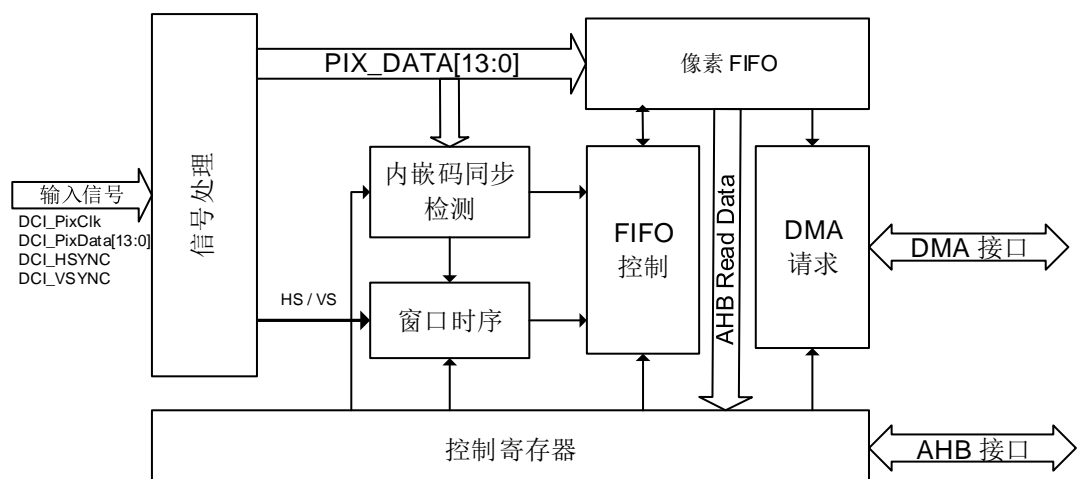 PIX_DATA[13:0]
像素 FIFO
信号处理
输入信号
DCI_PixClk
DCI_PixData[13:0]
DCI_HSYNC
DCI_VSYNC
内嵌码同步
检测
FIFO
控制
AHB Read Data
DMA
请求
DMA 接口
HS / VS
窗口时序
控制寄存器
AHB 接口